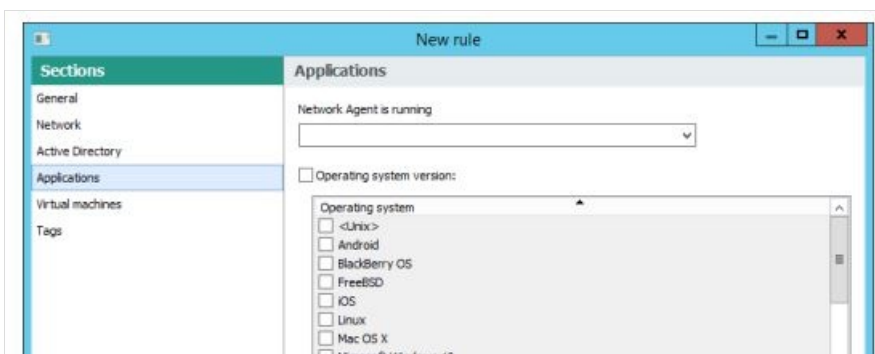 New rule
Sections
General
Network
Active Directory
Applications
Virtual machines
Tags
Applications
Network Agent is running
Operating system version:
Operating system
<Unix>
Android
BlackBerry OS
FreeBSD
iOS
Linux
Mac OS X